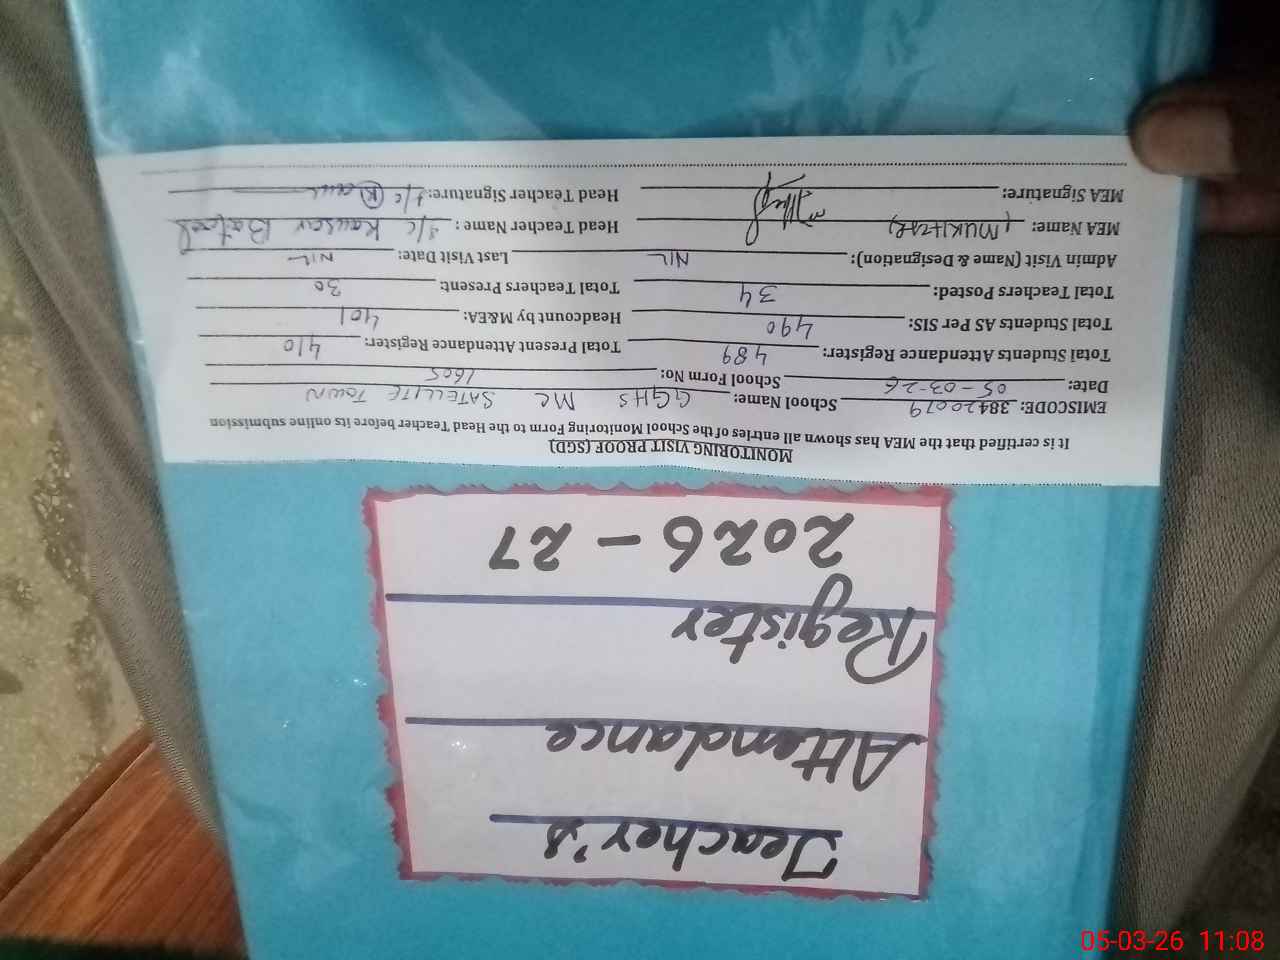 Teacher's
Attendance
Register
2026-27
MONITORING VISIT PROOF (SGD)
It is certified that the MEA has shown all entries of the School Monitoring Form to the Head Teacher before its online submission
EMISCODE: 38420079 School Name: GGHS MC SATELLITE TOWN
Date: 05-03-26 School Form No: 1605
Total Students Attendance Register: 489 Total Present Attendance Register: 410
Total Students AS Per SIS: 490 Headcount by M&EA: 401
Total Teachers Posted: 34 Total Teachers Present: 30
Admin Visit (Name & Designation): NIL Last Visit Date: NIL
MEA Name: Head Teacher Name: Kausar Batool
MEA Signature: Head Teacher Signature:
05-03-26 11:08